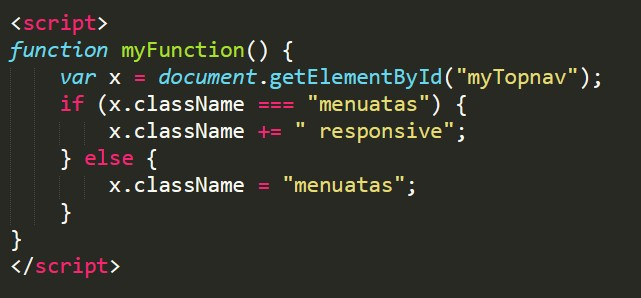 <script>
function myFunction() {
    var x = document.getElementById("myTopnav");
    if (x.className === "menuatas") {
        x.className += " responsive";
    } else {
        x.className = "menuatas";
    }
}
</script>